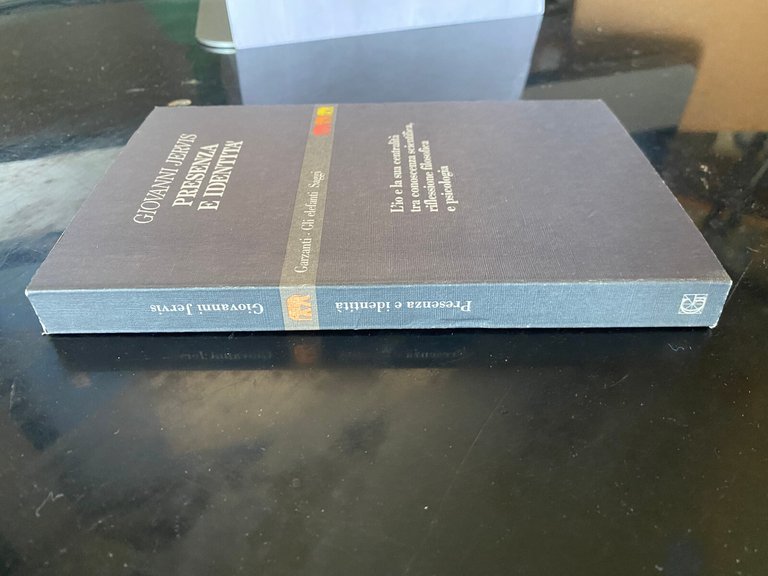 GIOVANNI JERVIS
PRESENZA
E IDENTITÀ
Garzanti - Gli elefanti Saggi
L'io e la sua centralità
tra conoscenza scientifica,
riflessione filosofica
e psicologia
Giovanni Jervis
Presenza e identità